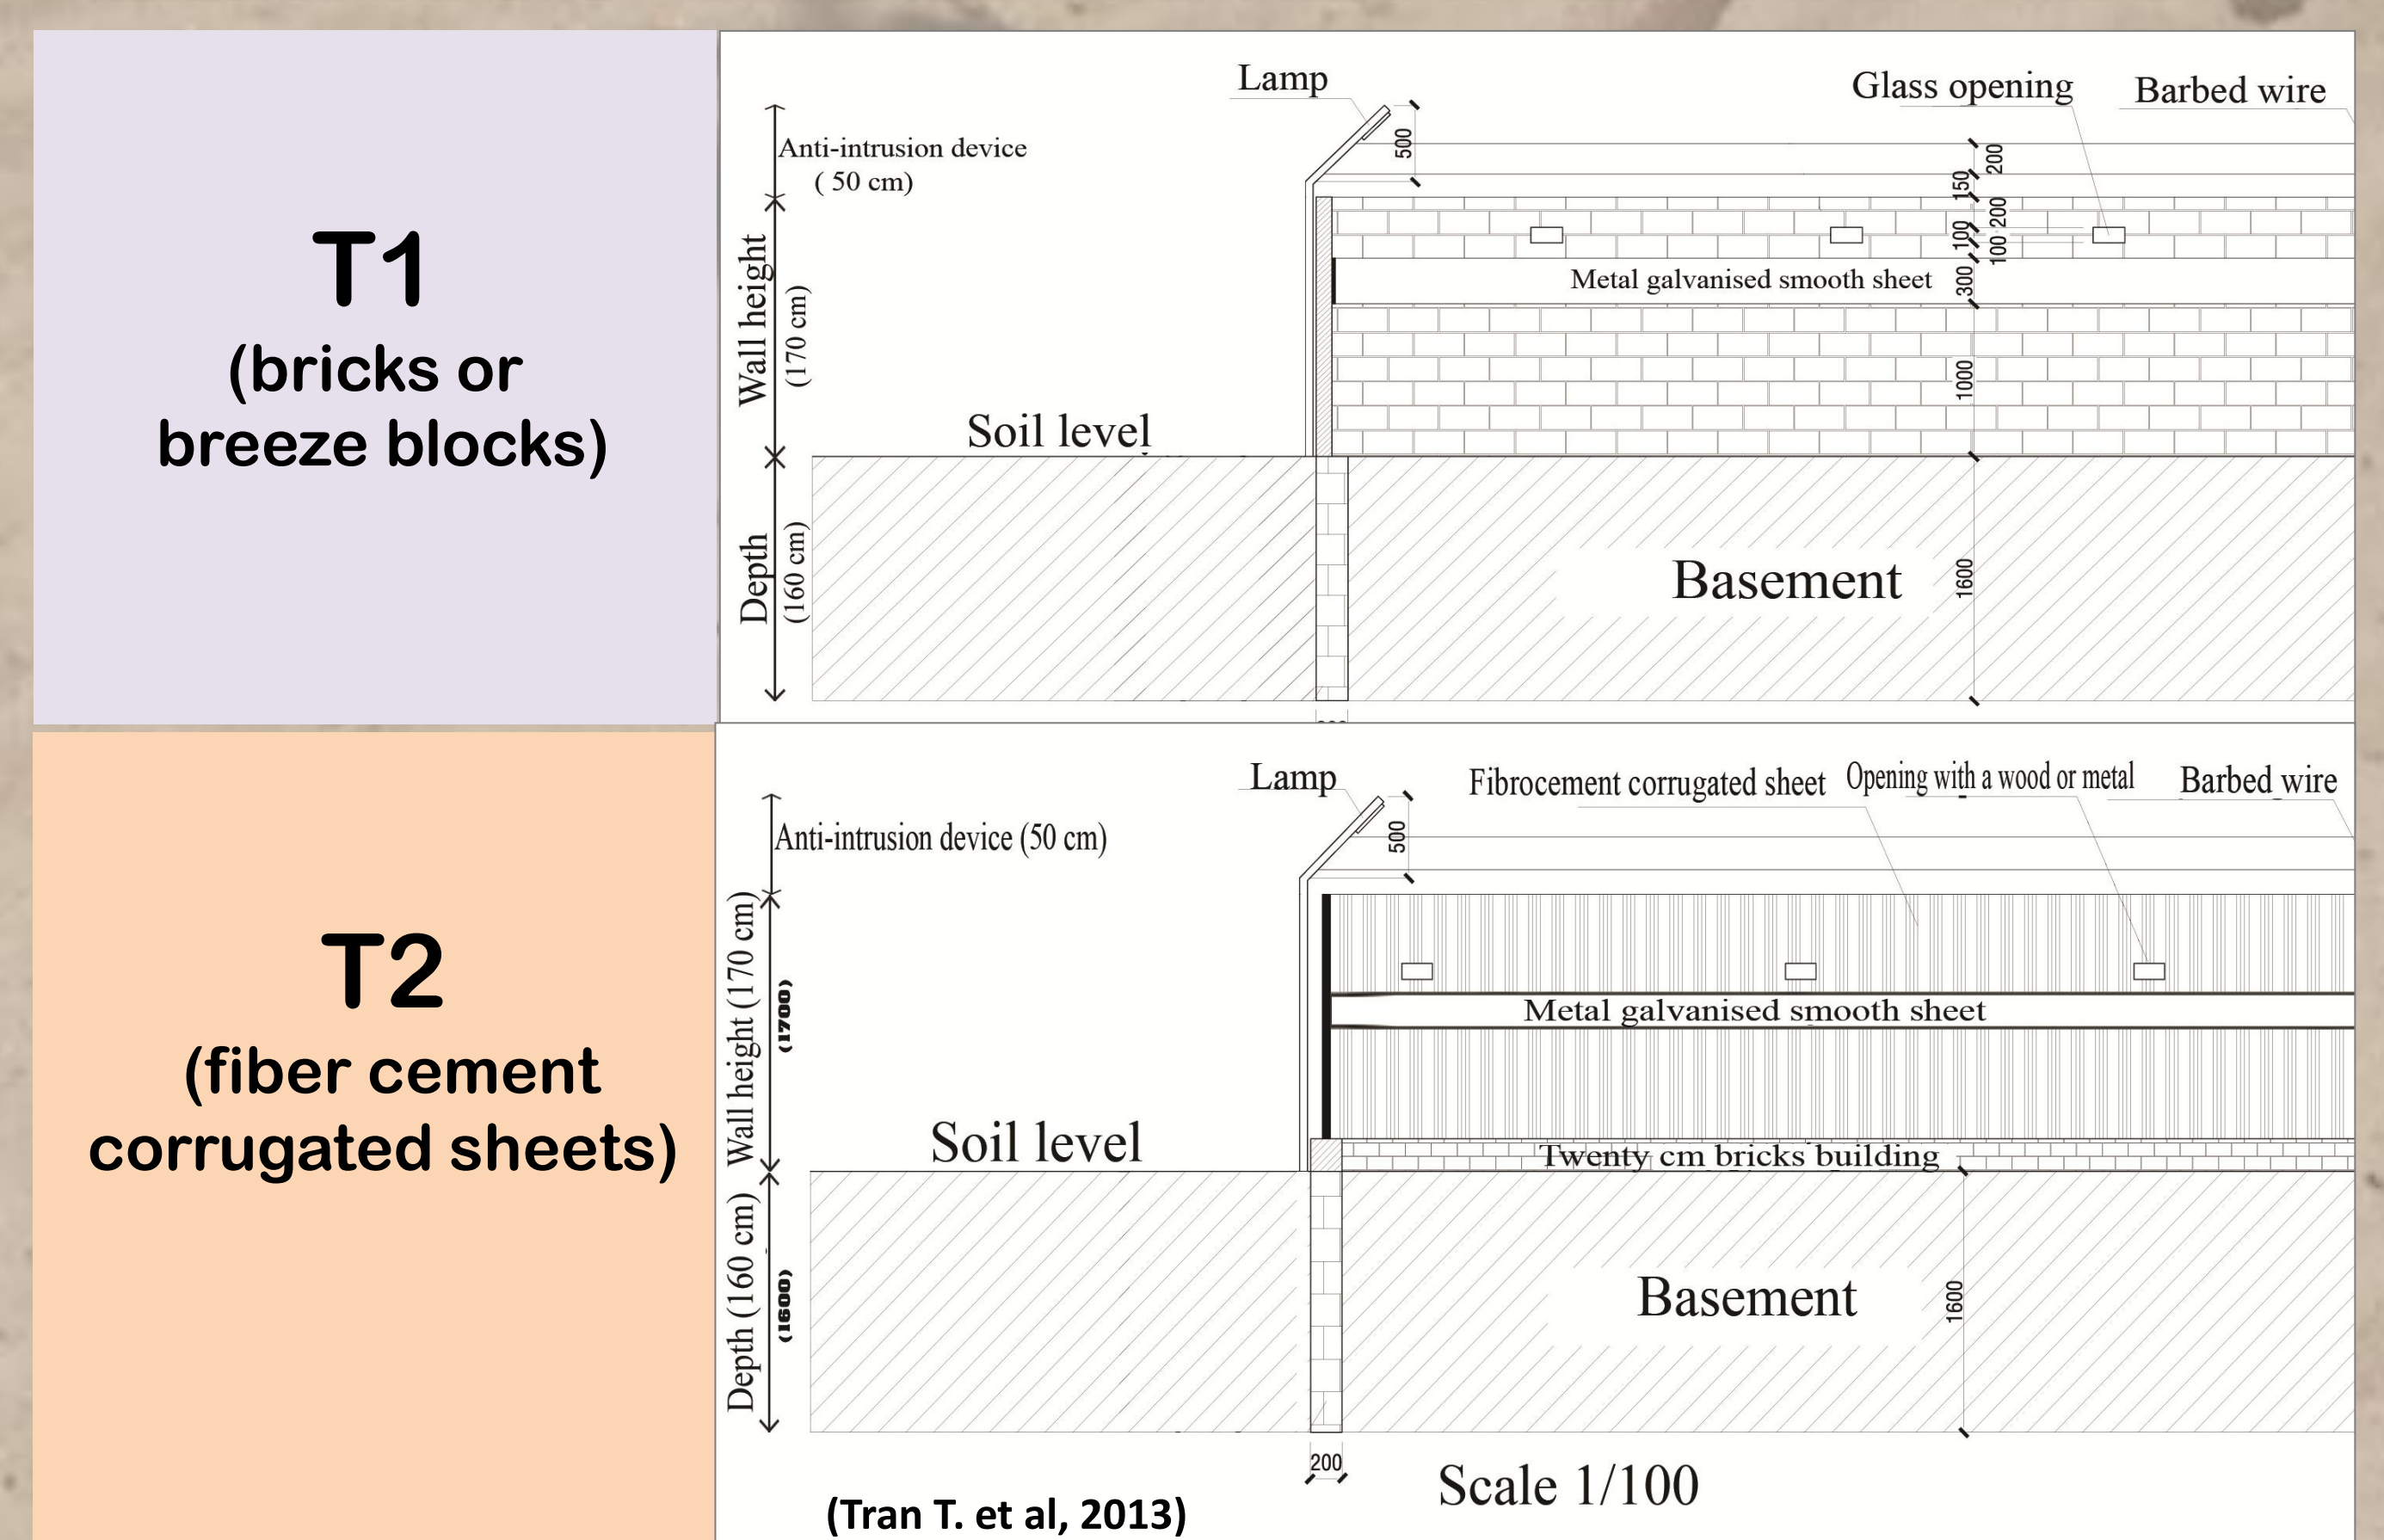 T1
(bricks or
breeze blocks)
Lamp
Glass opening
Barbed wire
Anti-intrusion device
( 50 cm)
500
200
150
200
100
100
Wall height
(170 cm)
Metal galvanised smooth sheet
300
1000
Soil level
Depth
(160 cm)
Basement
1600
T2
(fiber cement
corrugated sheets)
Lamp
Fibrocement corrugated sheet
Opening with a wood or metal
Barbed wire
Anti-intrusion device (50 cm)
500
Wall height (170 cm)
(1700)
Metal galvanised smooth sheet
Soil level
Twenty cm bricks building
Depth (160 cm)
(1600)
Basement
1600
200
Scale 1/100
(Tran T. et al, 2013)